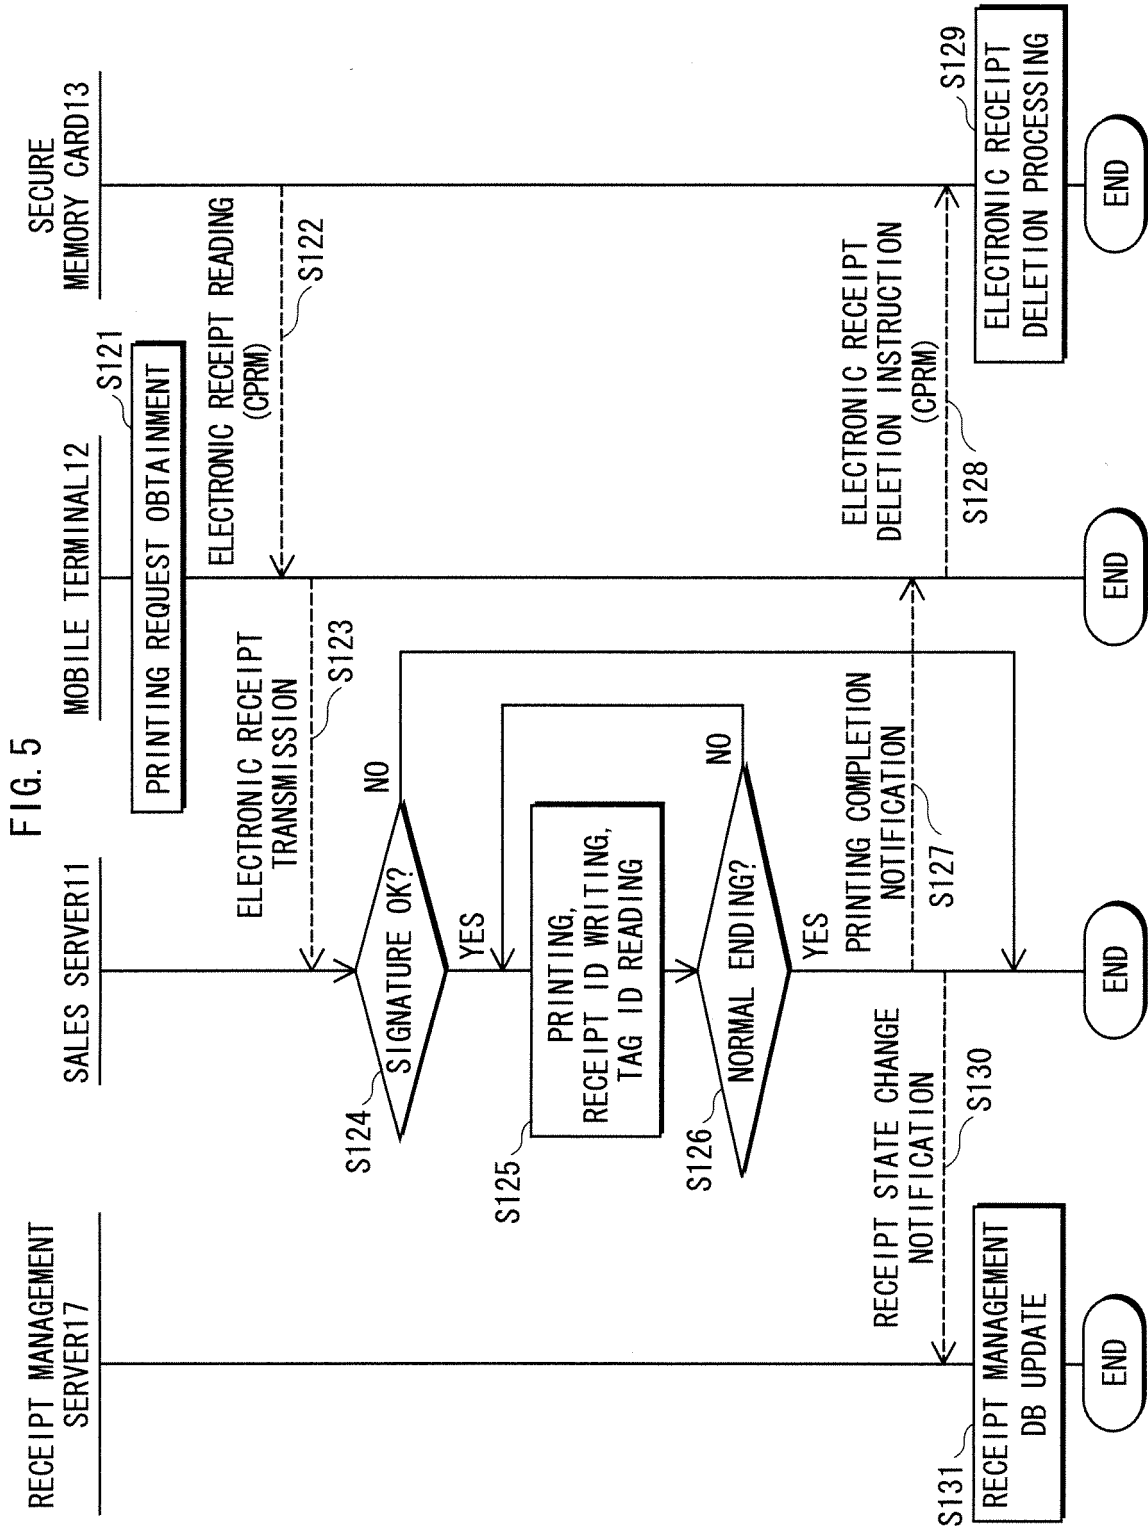 FIG. 5
RECEIPT MANAGEMENT
SERVER17
SALES SERVER11
MOBILE TERMINAL12
SECURE
MEMORY CARD13
S121
PRINTING REQUEST OBTAINMENT
ELECTRONIC RECEIPT READING
(CPRM)
S122
ELECTRONIC RECEIPT
TRANSMISSION
S123
S124
SIGNATURE OK?
NO
YES
S125
PRINTING,
RECEIPT ID WRITING,
TAG ID READING
S126
NORMAL ENDING?
NO
YES
PRINTING COMPLETION
NOTIFICATION
S127
ELECTRONIC RECEIPT
DELETION INSTRUCTION
(CPRM)
S128
S129
ELECTRONIC RECEIPT
DELETION PROCESSING
RECEIPT STATE CHANGE
NOTIFICATION
S130
S131
RECEIPT MANAGEMENT
DB UPDATE
END
END
END
END